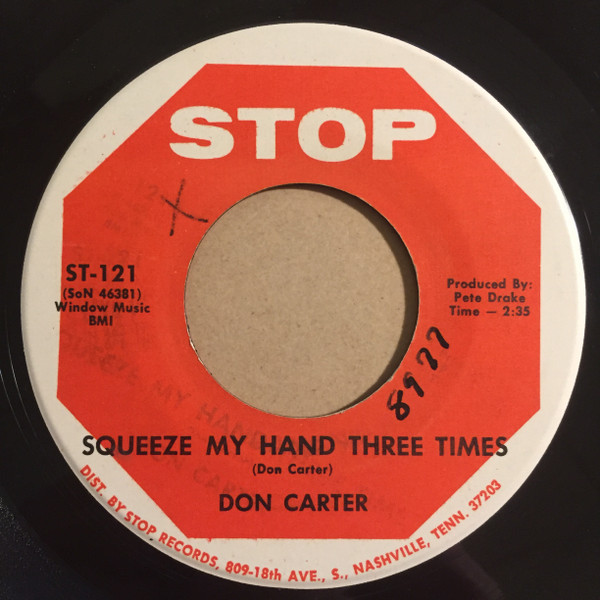 STOP
X
ST-121
(SoN 46381)
Window Music
BMI
Produced By:
Pete Drake
Time — 2:35
8977
SQUEEZE MY HAND THREE TIMES
(Don Carter)
DON CARTER
DIST. BY STOP RECORDS, 809-18th AVE., S., NASHVILLE, TENN. 37203